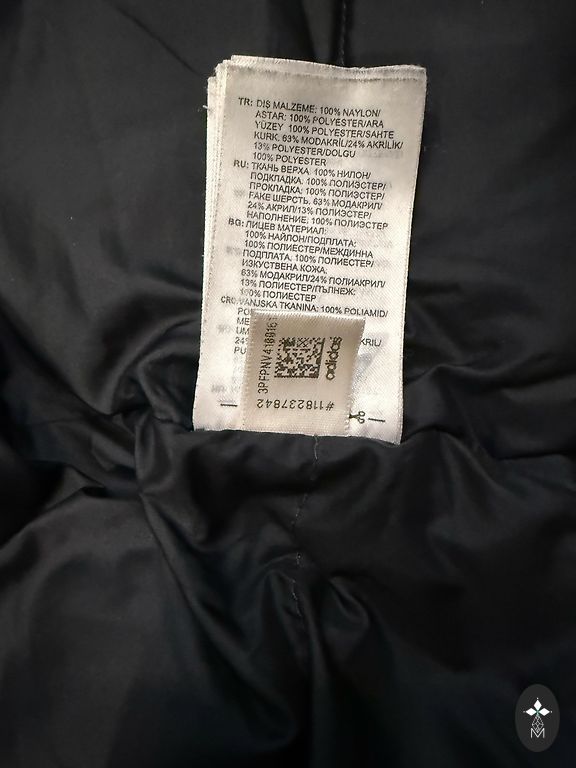 TR: DIŞ MALZEME: 100% NAYLON/
ASTAR: 100% POLYESTER/ARA
YÜZEY 100% POLYESTER/SAHTE
KÜRK, 63% MODAKRİL/24% AKRİLİK/
13% POLYESTER/DOLGU
100% POLYESTER
RU: ТКАНЬ ВЕРХА, 100% НИЛОН/
ПОДКЛАДКА, 100% ПОЛИЭСТЕР/
ПРОКЛАДКА, 100% ПОЛИЭСТЕР/
FAKE ШЕРСТЬ, 63% МОДАКРИЛ/
24% АКРИЛ/13% ПОЛИЭСТЕР/
НАПОЛНЕНИЕ, 100% ПОЛИЭСТЕР
BG: ЛИЦЕВ МАТЕРИАЛ:
100% НАЙЛОН/ПОДПЛАТА:
100% ПОЛИЕСТЕР/МЕЖДИННА
ПОДПЛАТА, 100% ПОЛИЕСТЕР/
ИЗКУСТВЕНА КОЖА:
63% МОДАКРИЛ/24% ПОЛИАКРИЛ/
13% ПОЛИЕСТЕР/ПЪЛНЕЖ:
100% ПОЛИЕСТЕР
CRO: VANJSKA TKANINA: 100% POLIAMID/
adidas
#118237842
M